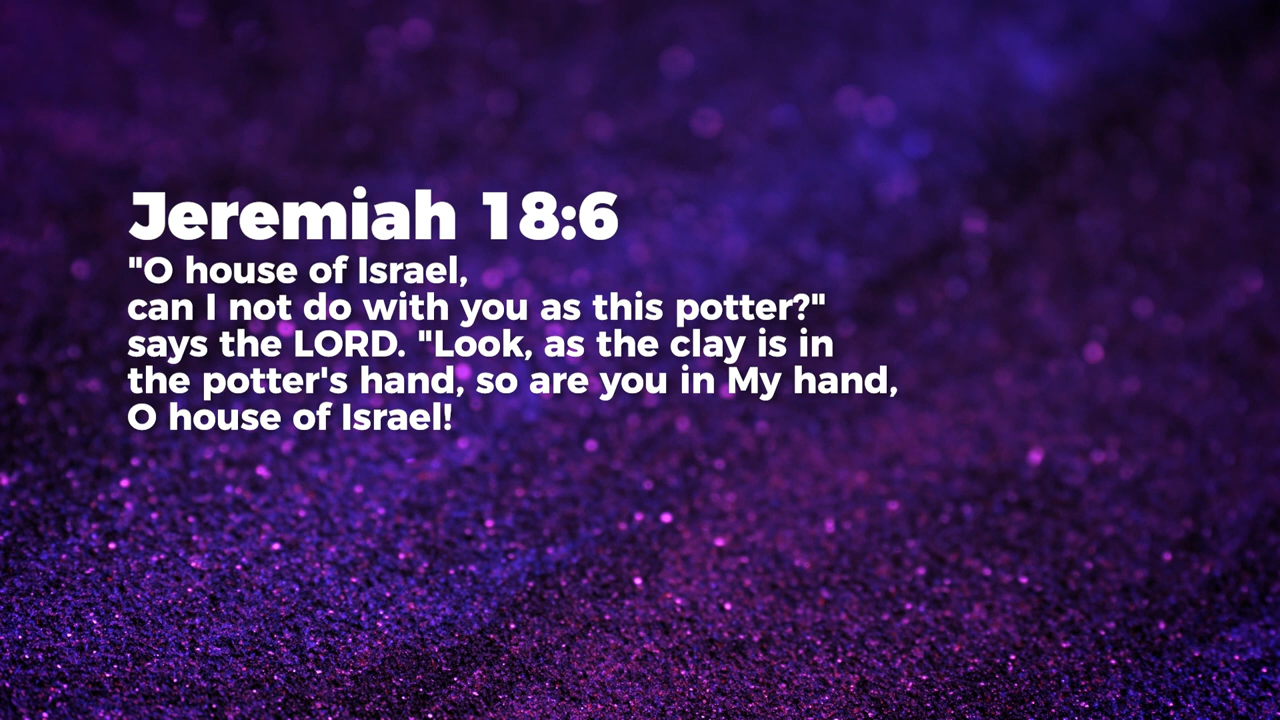 Jeremiah 18:6
"O house of Israel,
can I not do with you as this potter?"
says the LORD. "Look, as the clay is in
the potter's hand, so are you in My hand,
O house of Israel!